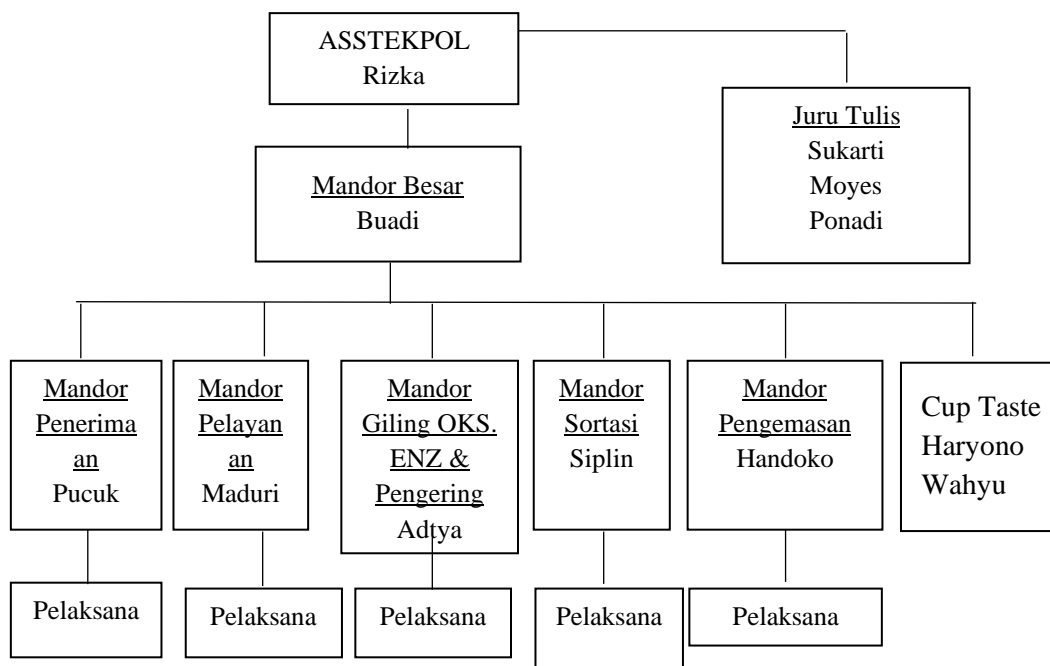 ASSTEKPOL
Rizka
Juru Tulis
Sukarti
Moyes
Ponadi
Mandor Besar
Buadi
Mandor
Penerima
an
Pucuk
Mandor
Pelayan
an
Maduri
Mandor
Giling OKS.
ENZ &
Pengering
Adtya
Mandor
Sortasi
Siplin
Mandor
Pengemasan
Handoko
Cup Taste
Haryono
Wahyu
Pelaksana
Pelaksana
Pelaksana
Pelaksana
Pelaksana